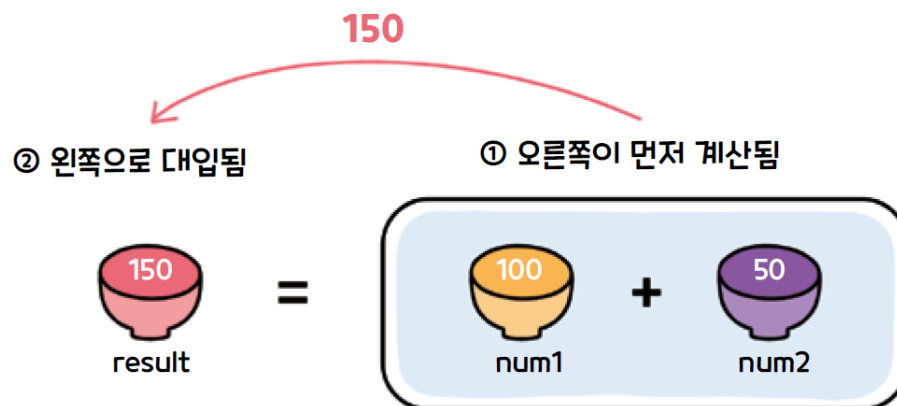 150
② 왼쪽으로 대입됨
① 오른쪽이 먼저 계산됨
150 = 100 + 50
result num1 num2